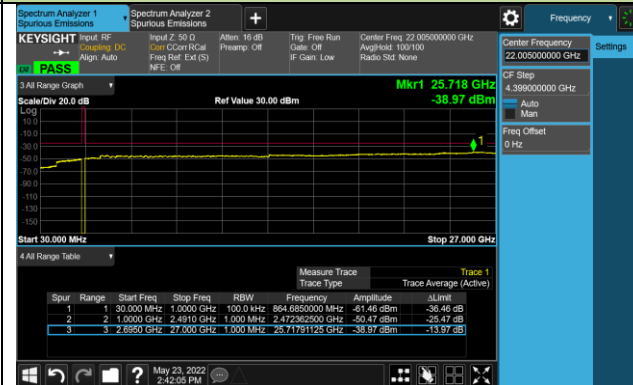 Spectrum Analyzer 1
Spurious Emissions
Spectrum Analyzer 2
Spurious Emissions
+
Frequency
KEYSIGHT
Input: RF
Coupling: DC
Align: Auto
Input Z: 50 Ω
Corr CCorr RCal
Freq Ref: Ext (S)
NFE: Off
Atten: 16 dB
Preamp: Off
Trig: Free Run
Gate: Off
IF Gain: Low
Center Freq: 22.005000000 GHz
Avg|Hold: 100/100
Radio Std: None
PASS
Center Frequency
22.005000000 GHz
Settings
CF Step
4.399000000 GHz
Auto
Man
Freq Offset
0 Hz
3 All Range Graph
Mkr1 25.718 GHz
Scale/Div 20.0 dB
Ref Value 30.00 dBm
-38.97 dBm
Log
10.0
-10.0
-30.0
-50.0
-70.0
-90.0
-110
-130
-150
1
Start 30.000 MHz
Stop 27.000 GHz
4 All Range Table
Measure Trace Trace 1
Trace Type Trace Average (Active)
Spur Range Start Freq Stop Freq RBW Frequency Amplitude ΔLimit
1 1 30.000 MHz 1.0000 GHz 100.0 kHz 864.6850000 MHz -61.46 dBm -36.46 dB
2 2 1.0000 GHz 2.4910 GHz 1.000 MHz 2.472362500 GHz -50.47 dBm -25.47 dB
3 3 2.6950 GHz 27.000 GHz 1.000 MHz 25.71791125 GHz -38.97 dBm -13.97 dB
?
May 23, 2022
2:42:05 PM